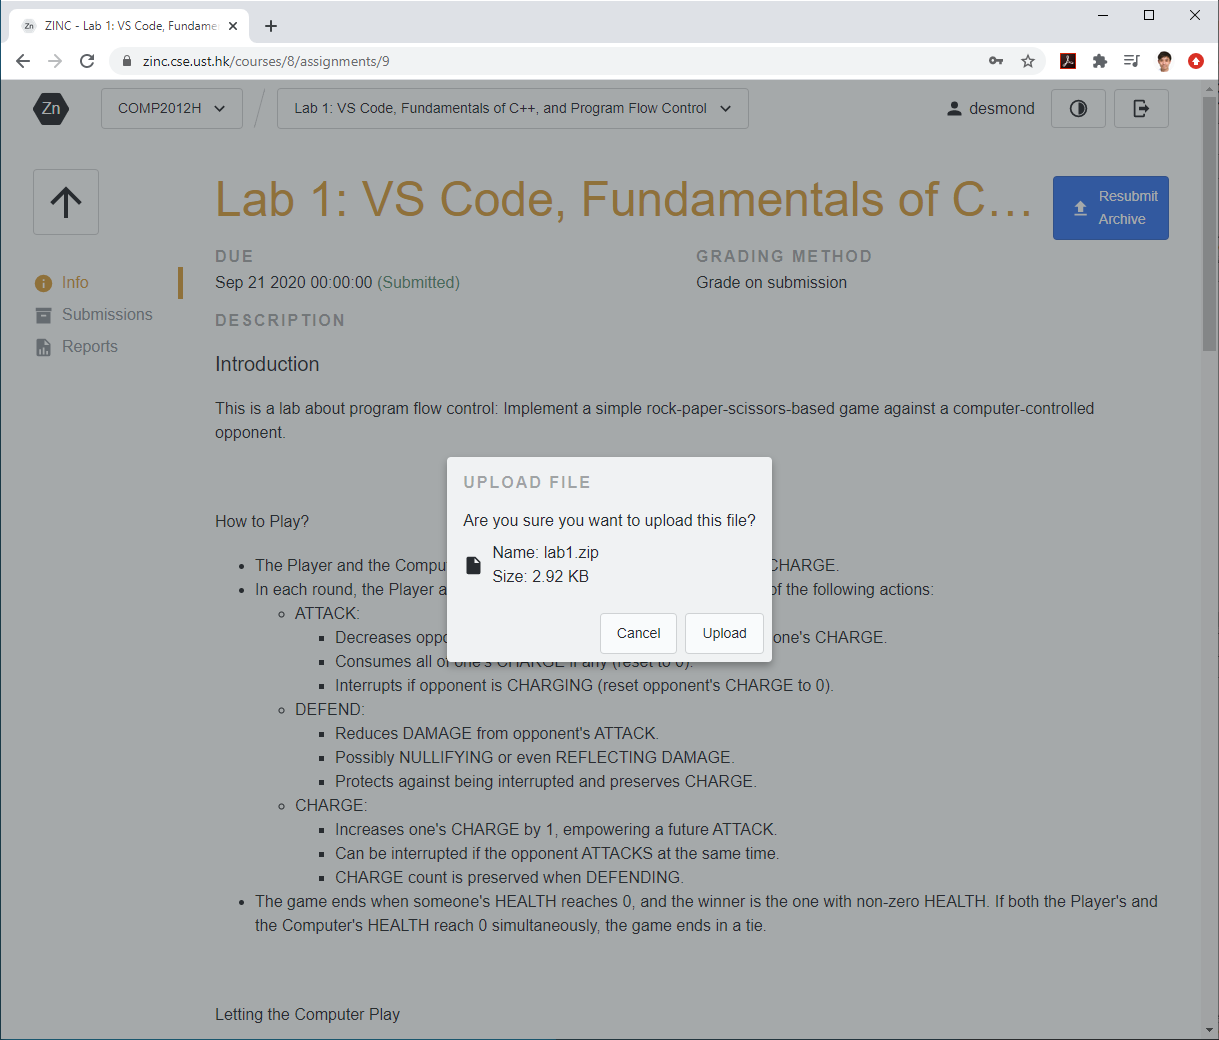 ZINC - Lab 1: VS Code, Fundame
zinc.cse.ust.hk/courses/8/assignments/9
Zn
COMP2012H
Lab 1: VS Code, Fundamentals of C++, and Program Flow Control
desmond
Lab 1: VS Code, Fundamentals of C…
Resubmit
Archive
Info
Submissions
Reports
DUE
Sep 21 2020 00:00:00 (Submitted)
GRADING METHOD
Grade on submission
DESCRIPTION
Introduction
This is a lab about program flow control: Implement a simple rock-paper-scissors-based game against a computer-controlled
opponent.
UPLOAD FILE
Are you sure you want to upload this file?
Name: lab1.zip
Size: 2.92 KB
Cancel
Upload
How to Play?
The Player and the Compu CHARGE.
In each round, the Player a of the following actions:
ATTACK:
Decreases oppo one's CHARGE.
Consumes all of one's CHARGE if any (reset to 0).
Interrupts if opponent is CHARGING (reset opponent's CHARGE to 0).
DEFEND:
Reduces DAMAGE from opponent's ATTACK.
Possibly NULLIFYING or even REFLECTING DAMAGE.
Protects against being interrupted and preserves CHARGE.
CHARGE:
Increases one's CHARGE by 1, empowering a future ATTACK.
Can be interrupted if the opponent ATTACKS at the same time.
CHARGE count is preserved when DEFENDING.
The game ends when someone's HEALTH reaches 0, and the winner is the one with non-zero HEALTH. If both the Player's and
the Computer's HEALTH reach 0 simultaneously, the game ends in a tie.
Letting the Computer Play